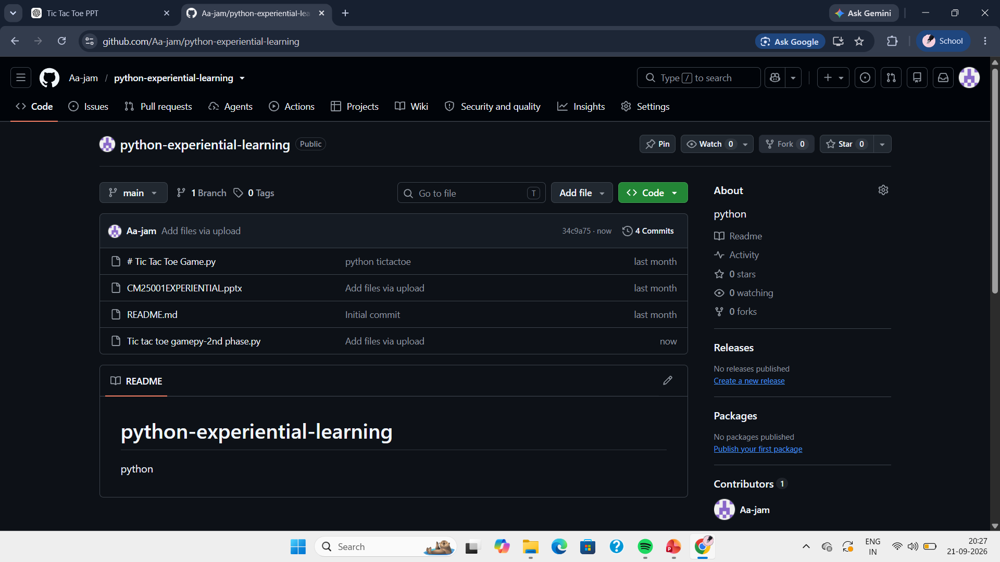 Tic Tac Toe PPT
Aa-jam/python-experiential-lea
Ask Gemini
github.com/Aa-jam/python-experiential-learning
Ask Google
School
Aa-jam / python-experiential-learning
Type / to search
Code
Issues
Pull requests
Agents
Actions
Projects
Wiki
Security and quality
Insights
Settings
python-experiential-learning
Public
Pin
Watch 0
Fork 0
Star 0
main
1 Branch
0 Tags
Go to file
T
Add file
Code
Aa-jam Add files via upload
34c9a75 · now
4 Commits
# Tic Tac Toe Game.py python tictactoe last month
CM25001EXPERIENTIAL.pptx Add files via upload last month
README.md Initial commit last month
Tic tac toe gamepy-2nd phase.py Add files via upload now
README
python-experiential-learning
python
About
python
Readme
Activity
0 stars
0 watching
0 forks
Releases
No releases published
Create a new release
Packages
No packages published
Publish your first package
Contributors 1
Aa-jam
Search
ENG
IN
20:27
21-09-2026